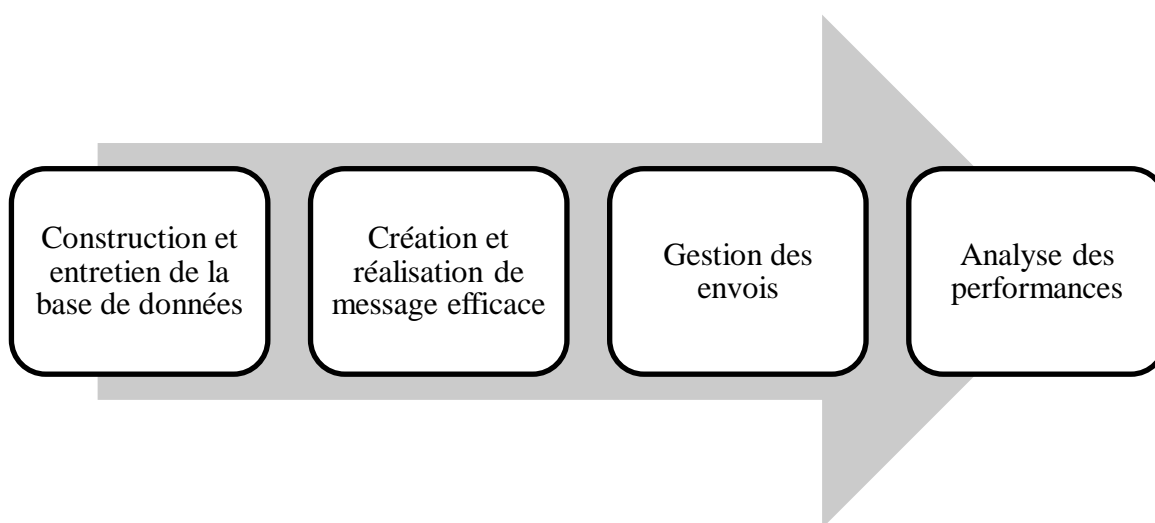 Construction et
entretien de la
base de données
Création et
réalisation de
message efficace
Gestion des
envois
Analyse des
performances